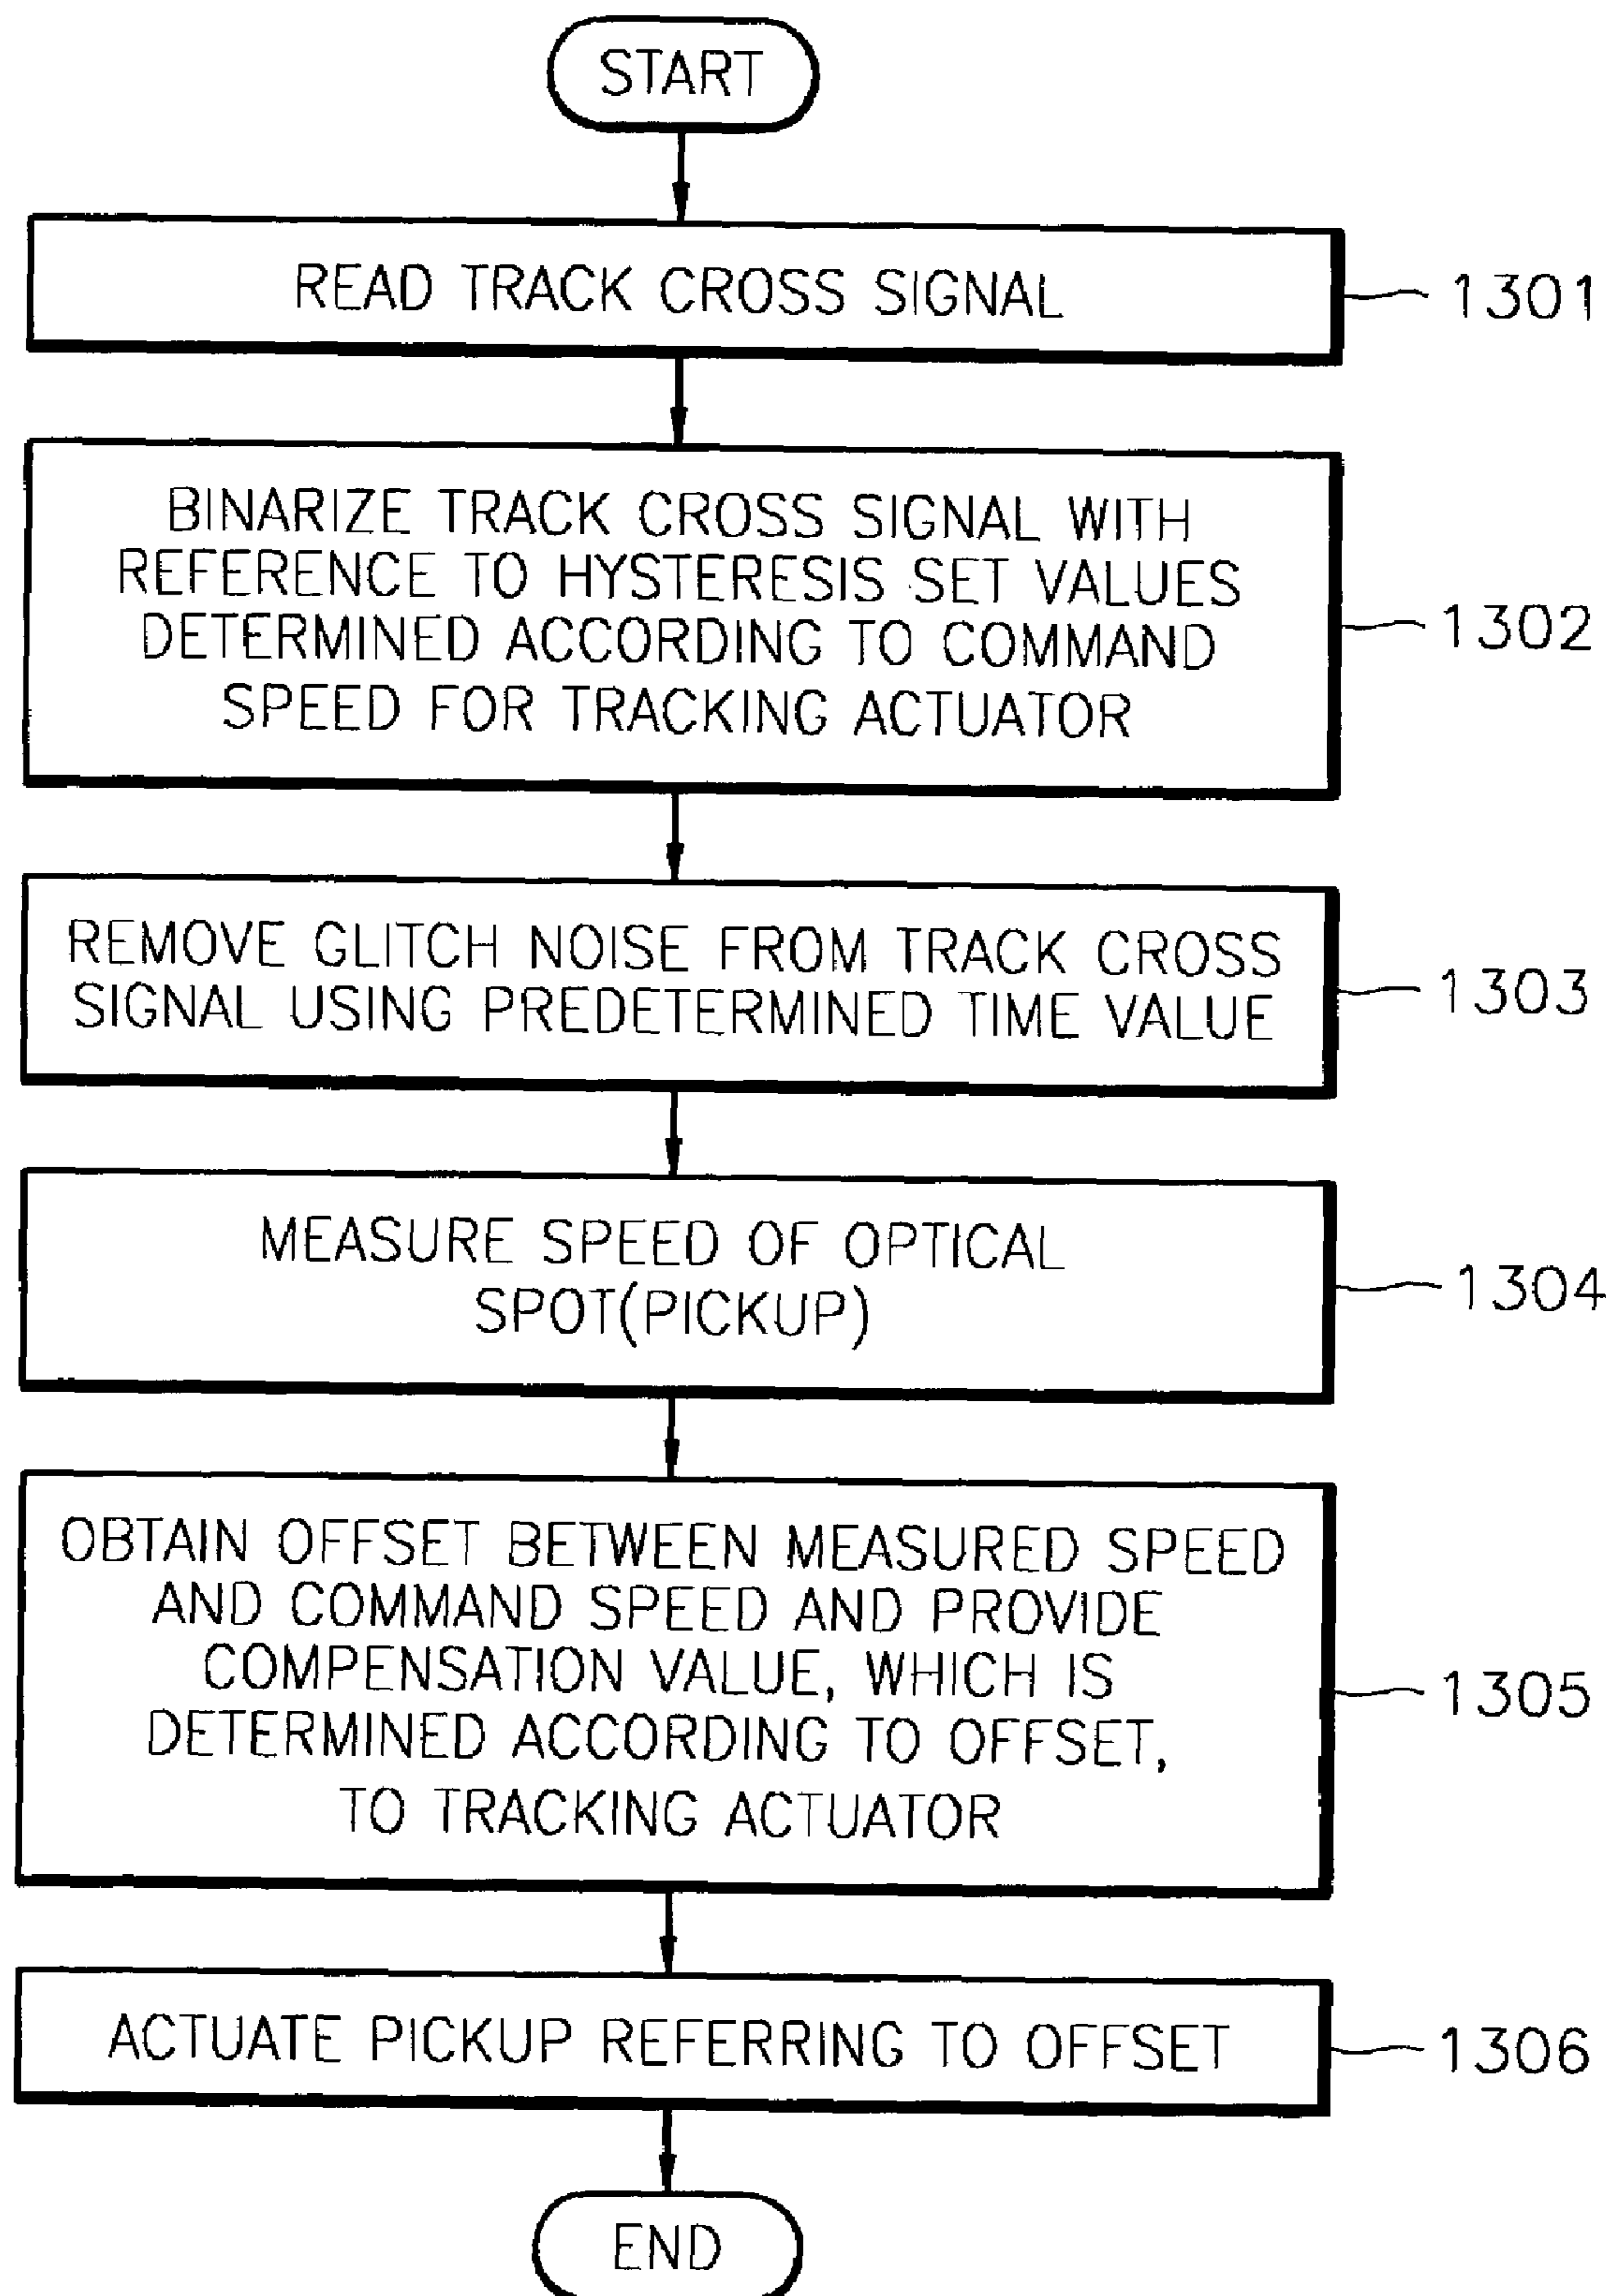 START
READ TRACK CROSS SIGNAL
1301
BINARIZE TRACK CROSS SIGNAL WITH
REFERENCE TO HYSTERESIS SET VALUES
DETERMINED ACCORDING TO COMMAND
SPEED FOR TRACKING ACTUATOR
1302
REMOVE GLITCH NOISE FROM TRACK CROSS
SIGNAL USING PREDETERMINED TIME VALUE
1303
MEASURE SPEED OF OPTICAL
SPOT(PICKUP)
1304
OBTAIN OFFSET BETWEEN MEASURED SPEED
AND COMMAND SPEED AND PROVIDE
COMPENSATION VALUE, WHICH IS
DETERMINED ACCORDING TO OFFSET,
TO TRACKING ACTUATOR
1305
ACTUATE PICKUP REFERRING TO OFFSET
1306
END